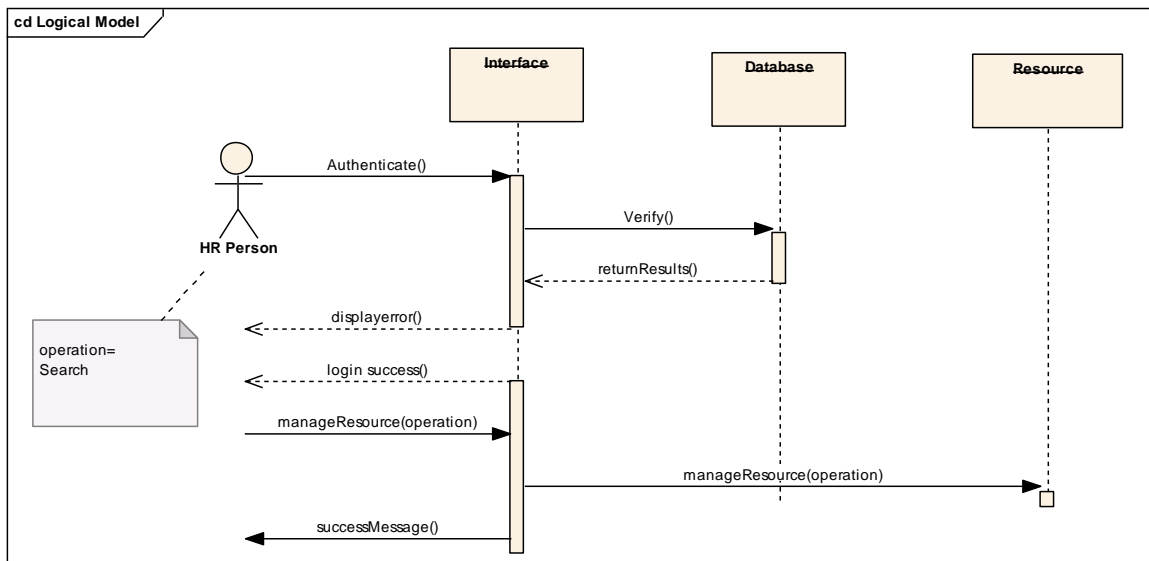 cd Logical Model
Interface
Database
Resource
Authenticate()
HR Person
Verify()
returnResults()
displayerror()
operation=
Search
login success()
manageResource(operation)
manageResource(operation)
successMessage()